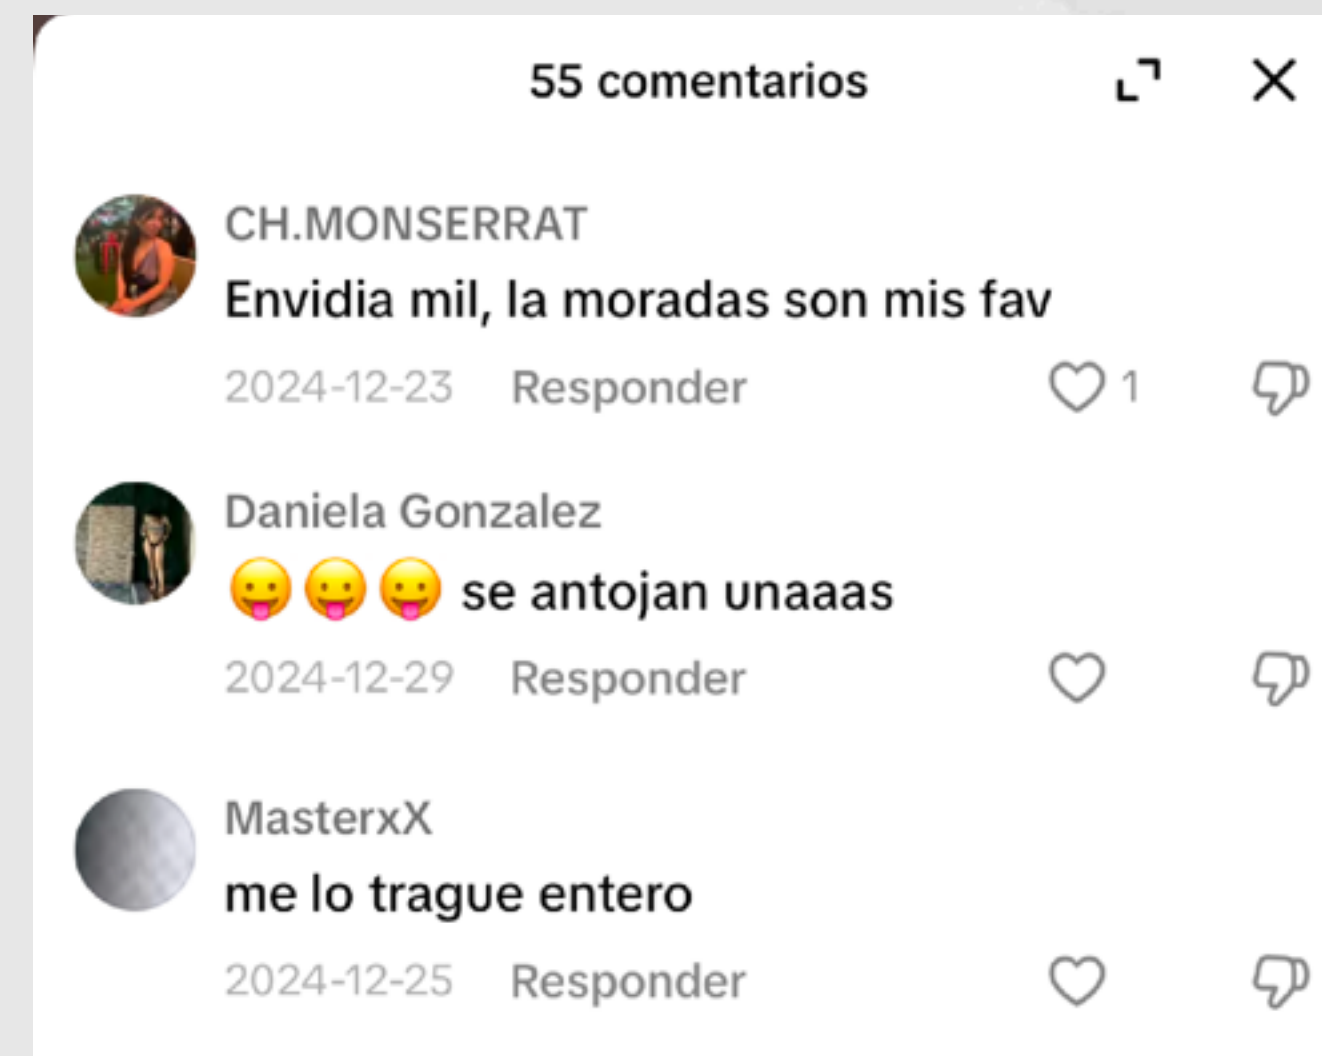 55 comentarios
CH.MONSERRAT
Envidia mil, la moradas son mis fav
2024-12-23 Responder 1
Daniela Gonzalez
😛😛😛 se antojan unaaas
2024-12-29 Responder
MasterxX
me lo trague entero
2024-12-25 Responder